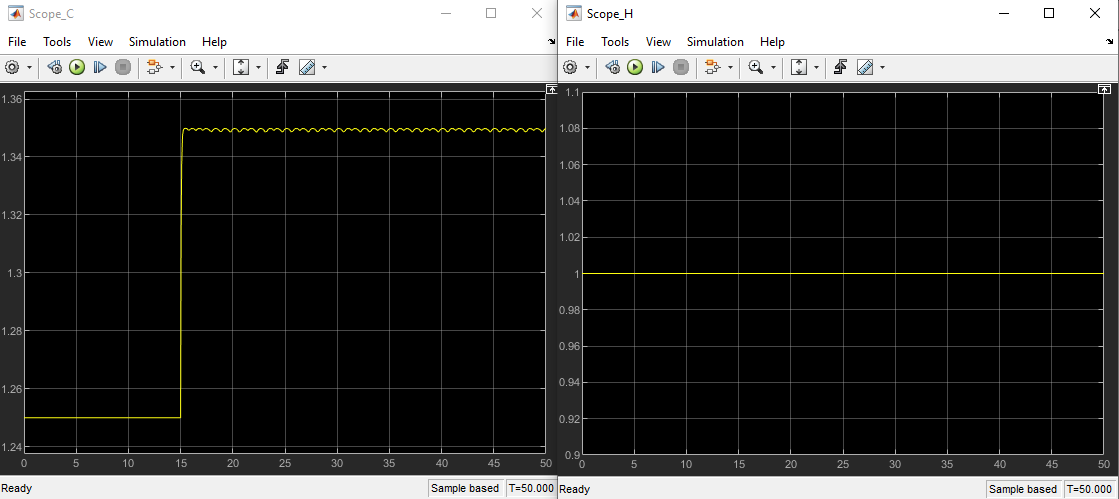 Scope_C
File Tools View Simulation Help
1.36
1.34
1.32
1.3
1.28
1.26
1.24
0 5 10 15 20 25 30 35 40 45 50
Ready Sample based T=50.000
Scope_H
File Tools View Simulation Help
1.1
1.08
1.06
1.04
1.02
1
0.98
0.96
0.94
0.92
0.9
0 5 10 15 20 25 30 35 40 45 50
Ready Sample based T=50.000